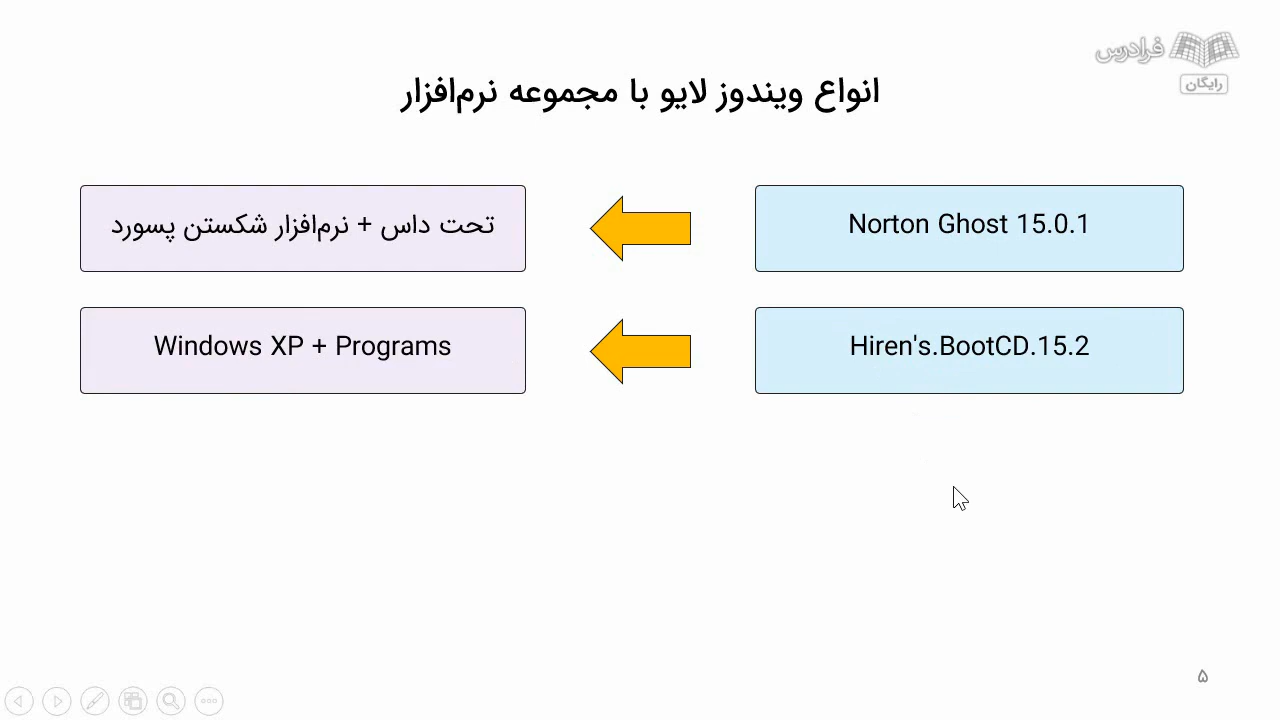 فرادرس
رایگان
انواع ویندوز لایو با مجموعه نرم‌افزار
Norton Ghost 15.0.1
تحت داس + نرم‌افزار شکستن پسورد
Hiren's.BootCD.15.2
Windows XP + Programs
۵